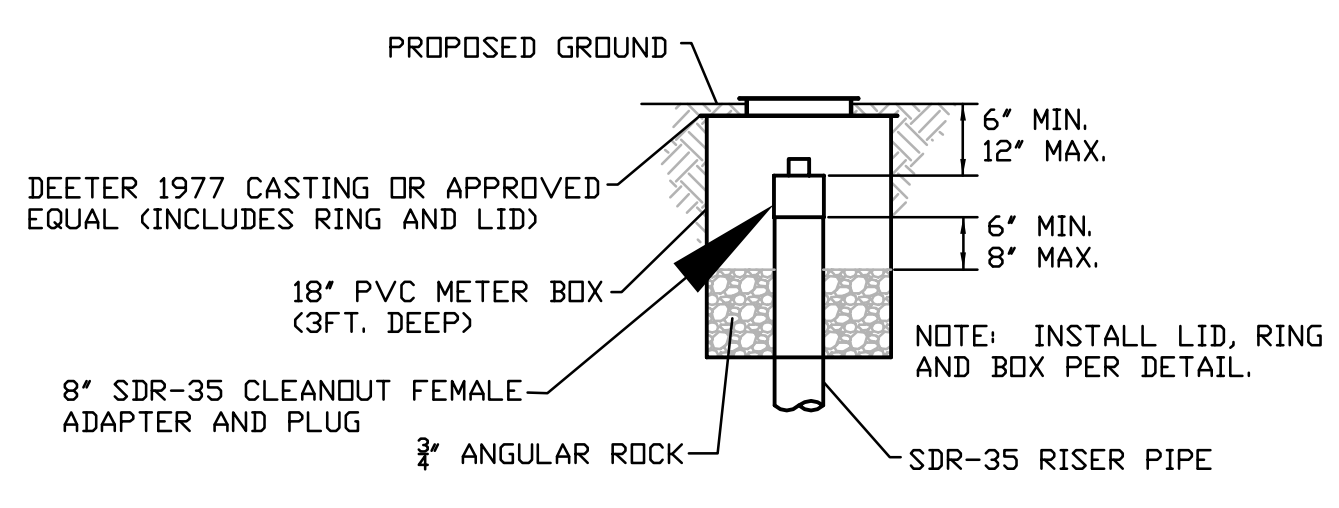 PROPOSED GROUND
6" MIN.
12" MAX.
DEETER 1977 CASTING OR APPROVED
EQUAL (INCLUDES RING AND LID)
6" MIN.
8" MAX.
18" PVC METER BOX
(3FT. DEEP)
NOTE: INSTALL LID, RING
AND BOX PER DETAIL.
8" SDR-35 CLEANOUT FEMALE
ADAPTER AND PLUG
3/4" ANGULAR ROCK
SDR-35 RISER PIPE